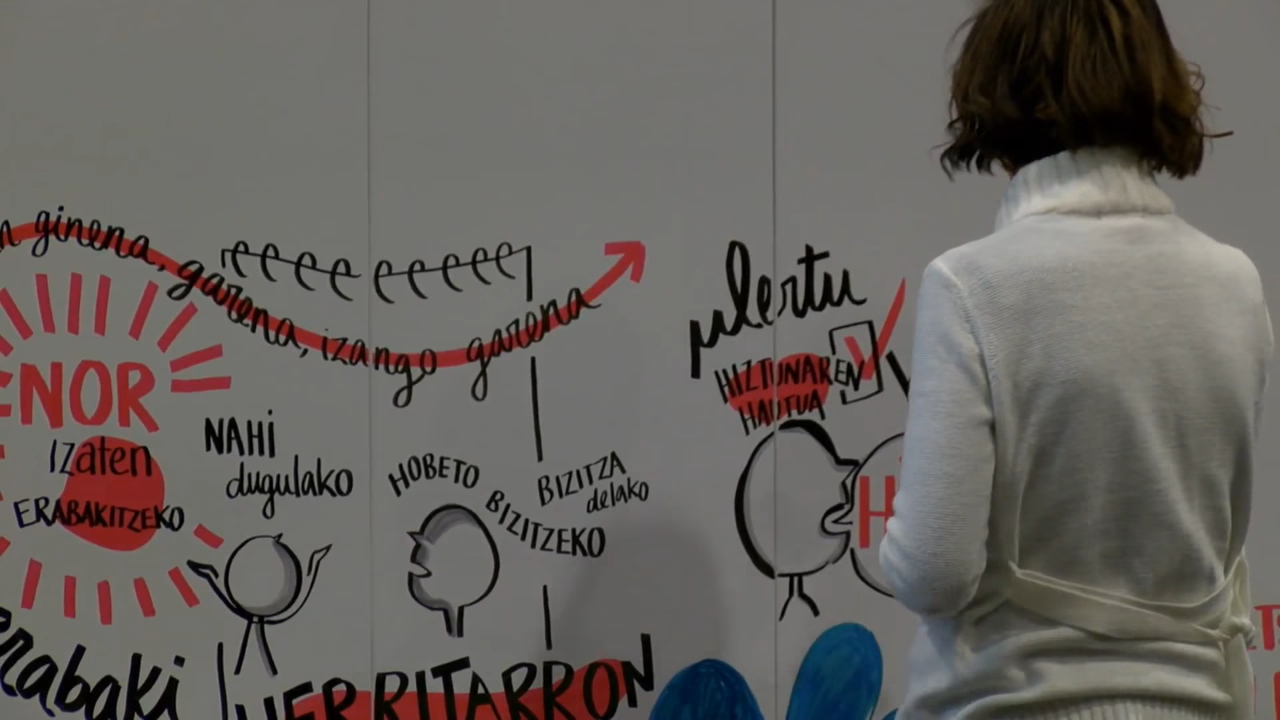 ginena, garena, izango garena
NOR
izaten
ERABAKITZEKO
NAHI
dugulako
HOBETO
BIZITZEKO
BIZITZA
delako
ulertu
HIZTUNAREN
HAUTUA
H
erabaki
HERRITARRON